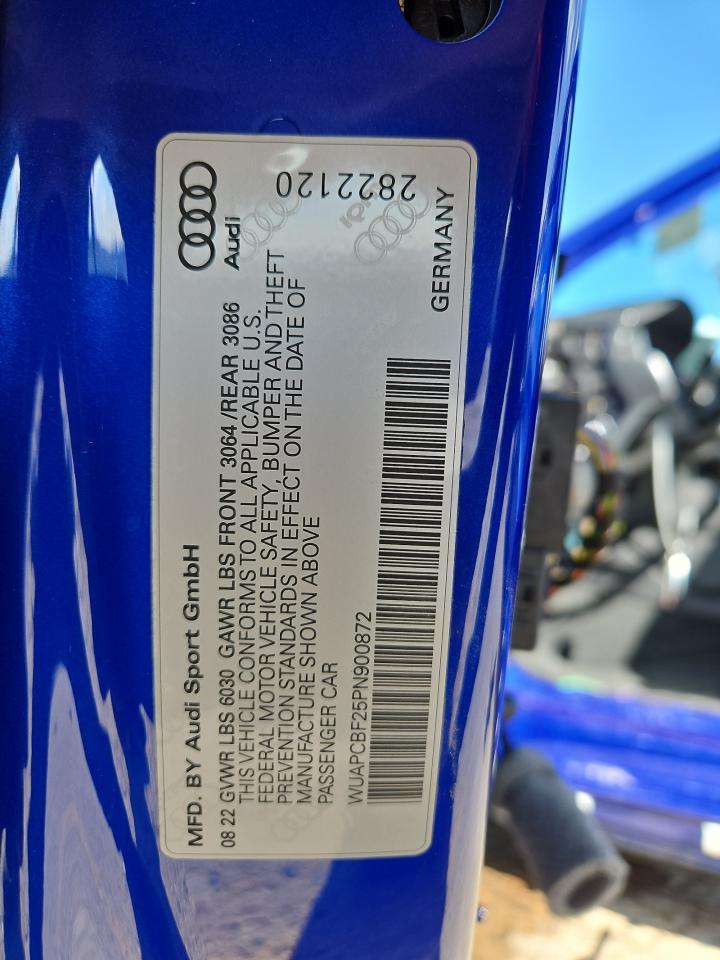 Audi
2822120
MFD. BY Audi Sport GmbH
GERMANY
08 22 GVWR LBS 6030 GAWR LBS FRONT 3064 /REAR 3086
THIS VEHICLE CONFORMS TO ALL APPLICABLE U.S.
FEDERAL MOTOR VEHICLE SAFETY, BUMPER AND THEFT
PREVENTION STANDARDS IN EFFECT ON THE DATE OF
MANUFACTURE SHOWN ABOVE
PASSENGER CAR
WUAPCBF25PN900872